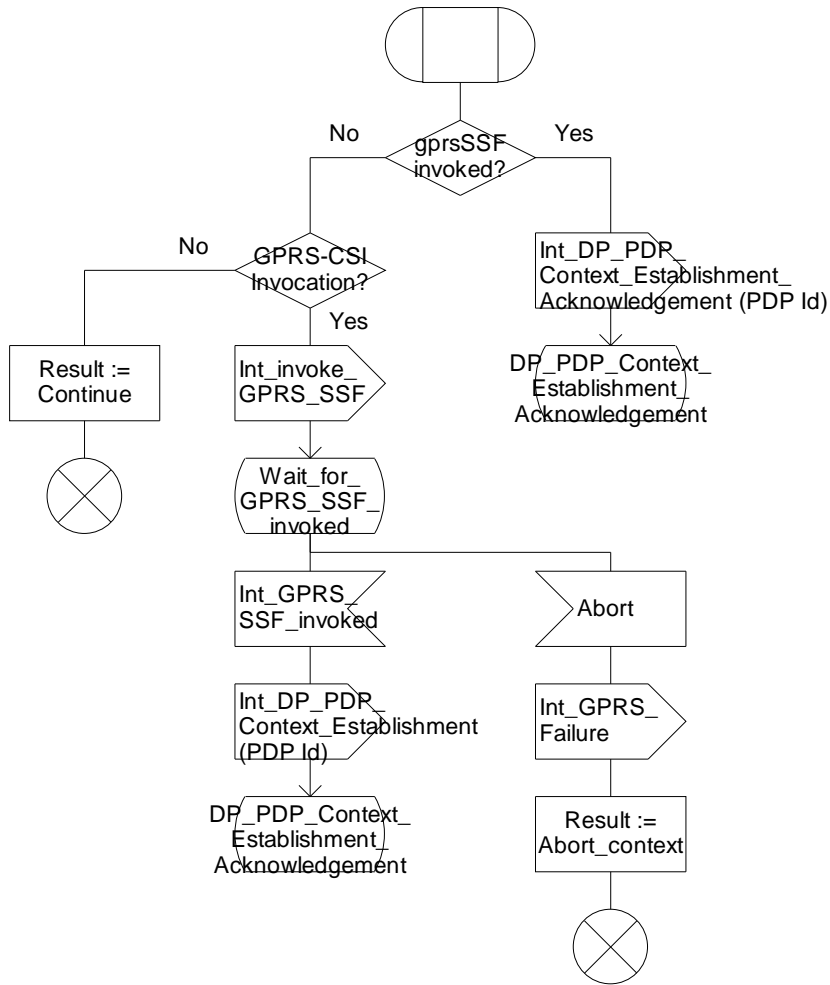 gprsSSF
invoked?
No
Yes
GPRS-CSI
Invocation?
No
Yes
Int_DP_PDP_
Context_Establishment_
Acknowledgement (PDP Id)
Result :=
Continue
Int_invoke_
GPRS_SSF
DP_PDP_Context_
Establishment_
Acknowledgement
Wait_for_
GPRS_SSF_
invoked
Int_GPRS_
SSF_invoked
Abort
Int_DP_PDP_
Context_Establishment
(PDP Id)
Int_GPRS_
Failure
DP_PDP_Context_
Establishment_
Acknowledgement
Result :=
Abort_context